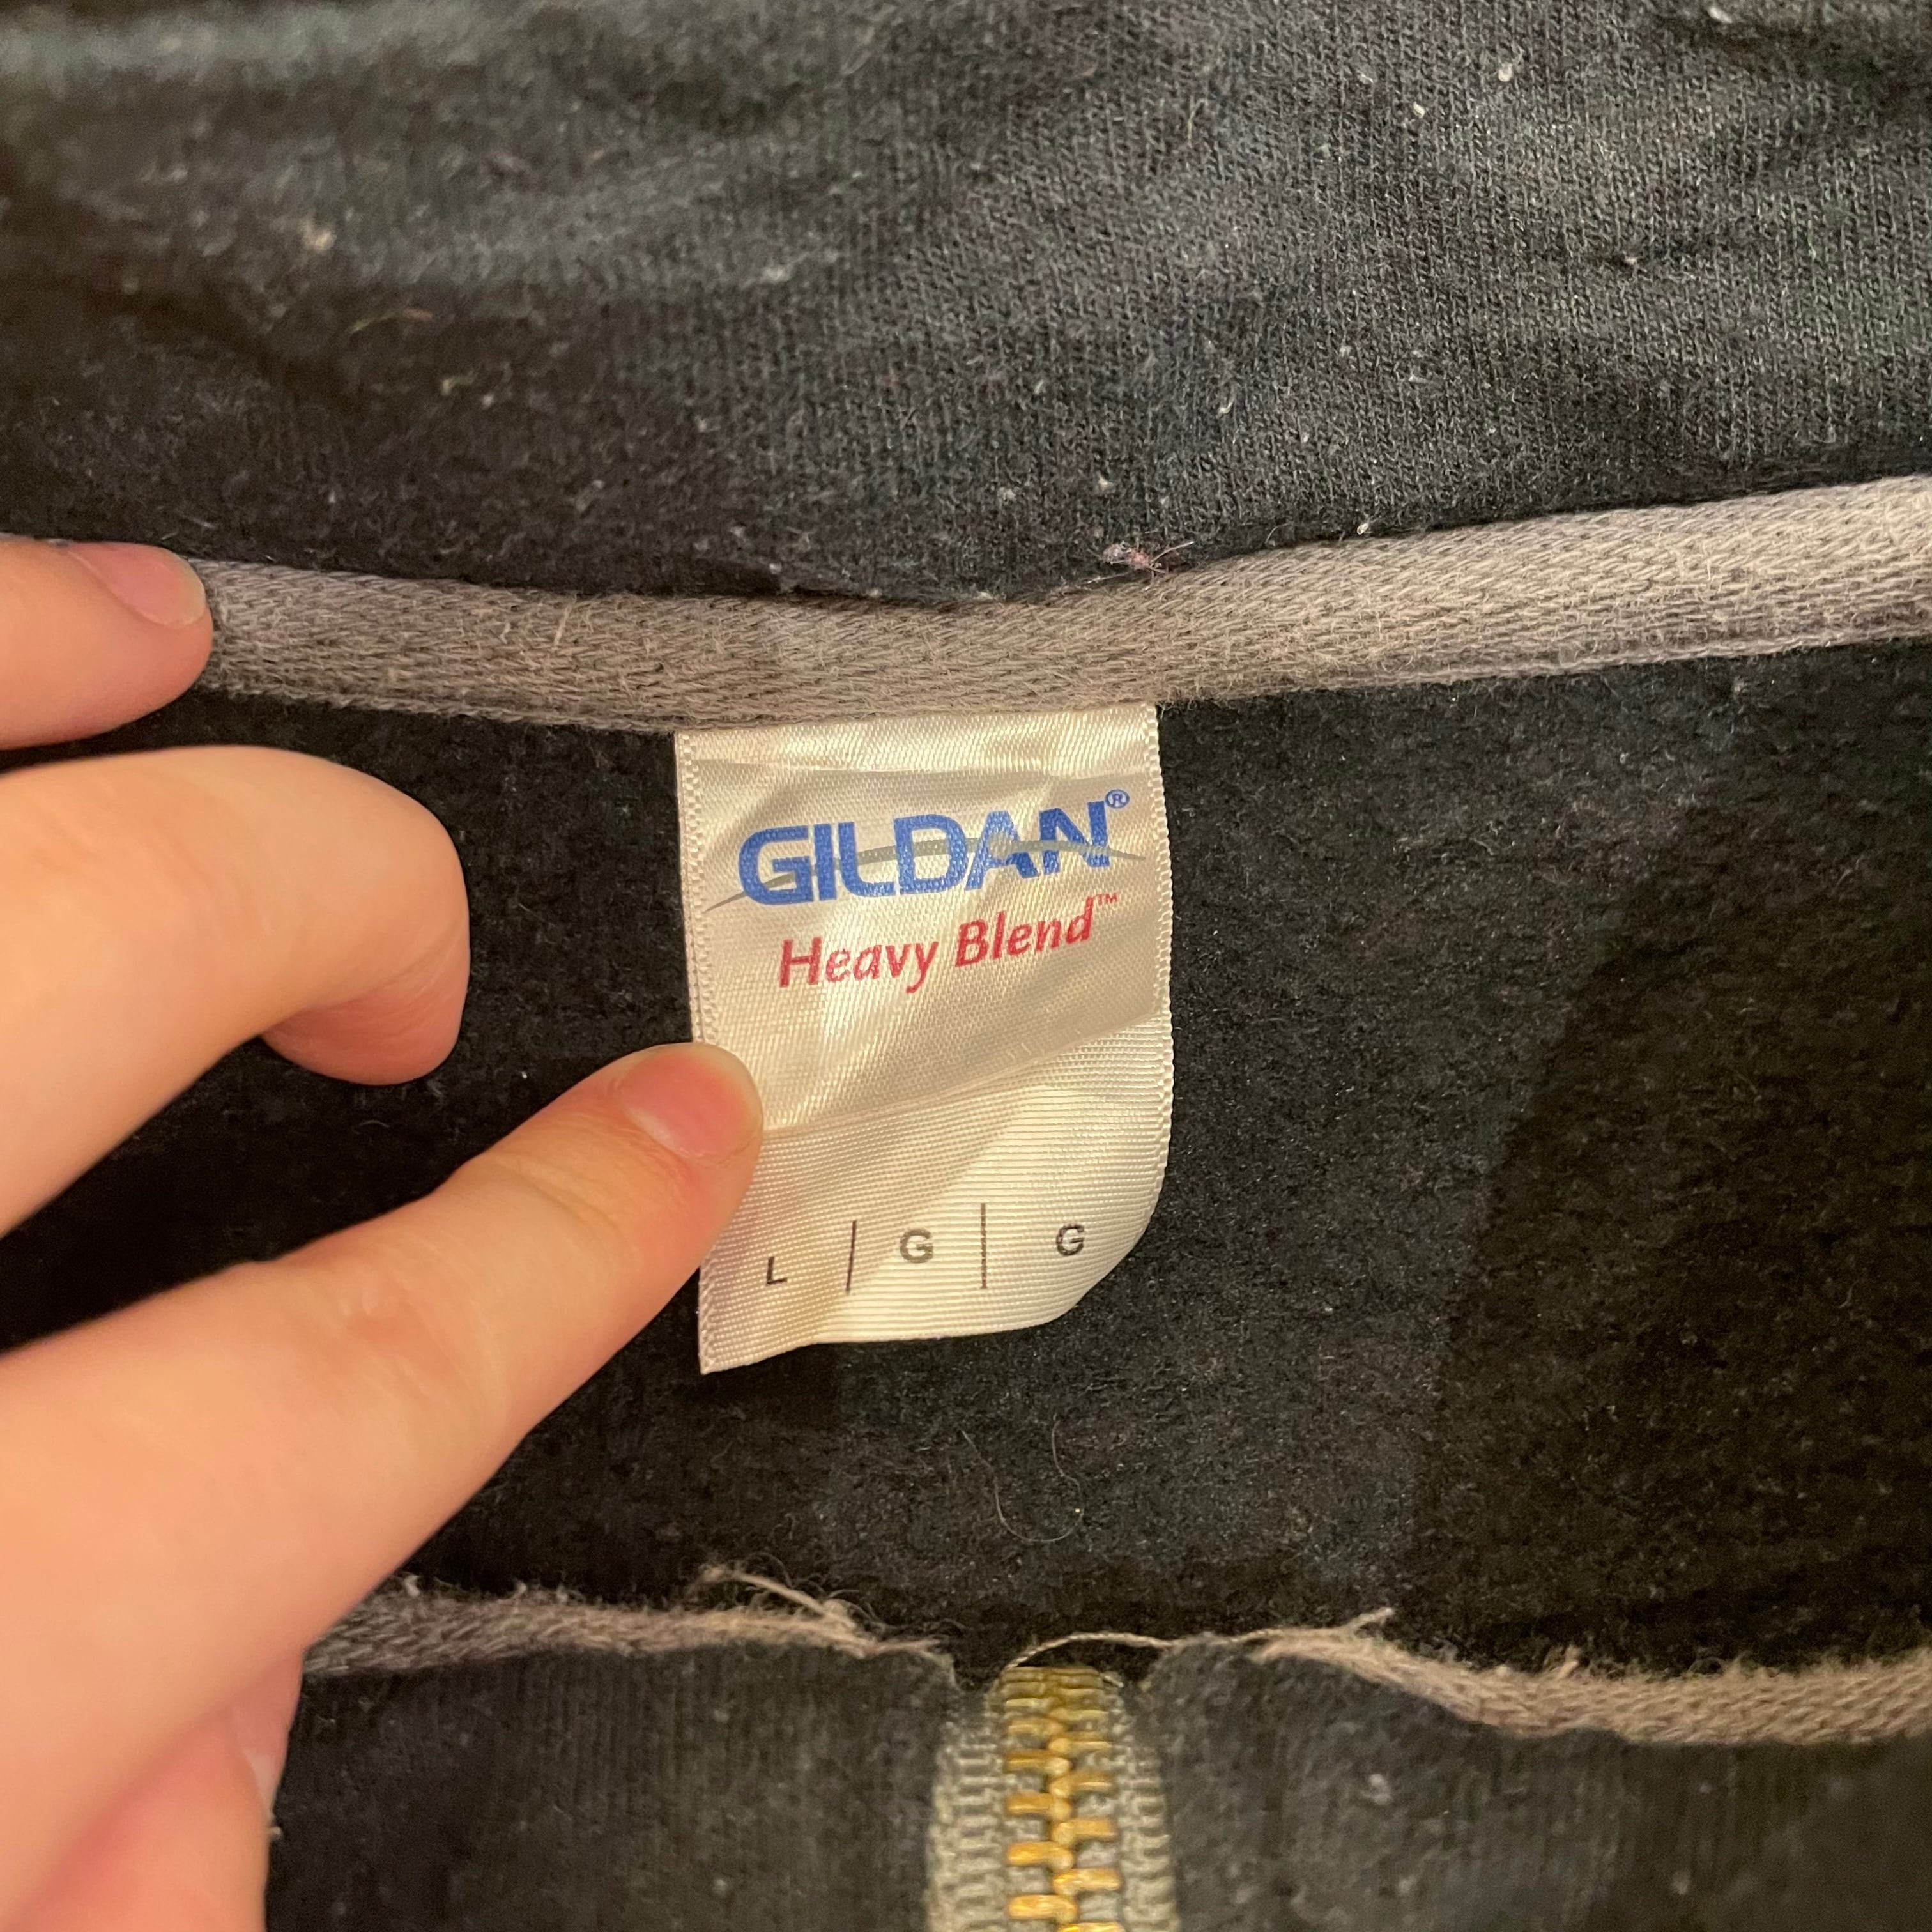 GILDAN®
Heavy Blend™
L | G | G